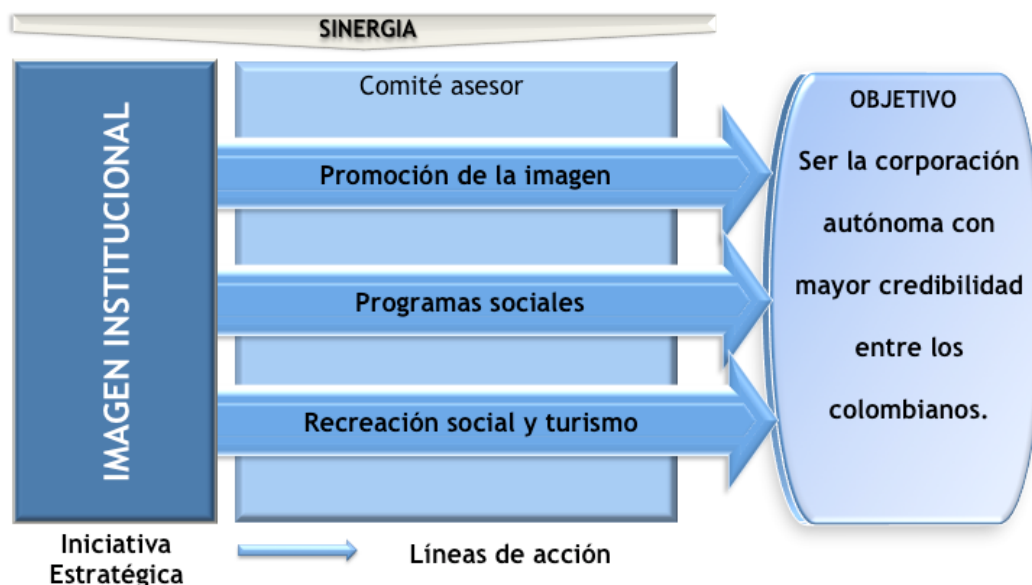 SINERGIA
IMAGEN INSTITUCIONAL
Comité asesor
Promoción de la imagen
Programas sociales
Recreación social y turismo
OBJETIVO
Ser la corporación
autónoma con
mayor credibilidad
entre los
colombianos.
Iniciativa
Estratégica
Líneas de acción